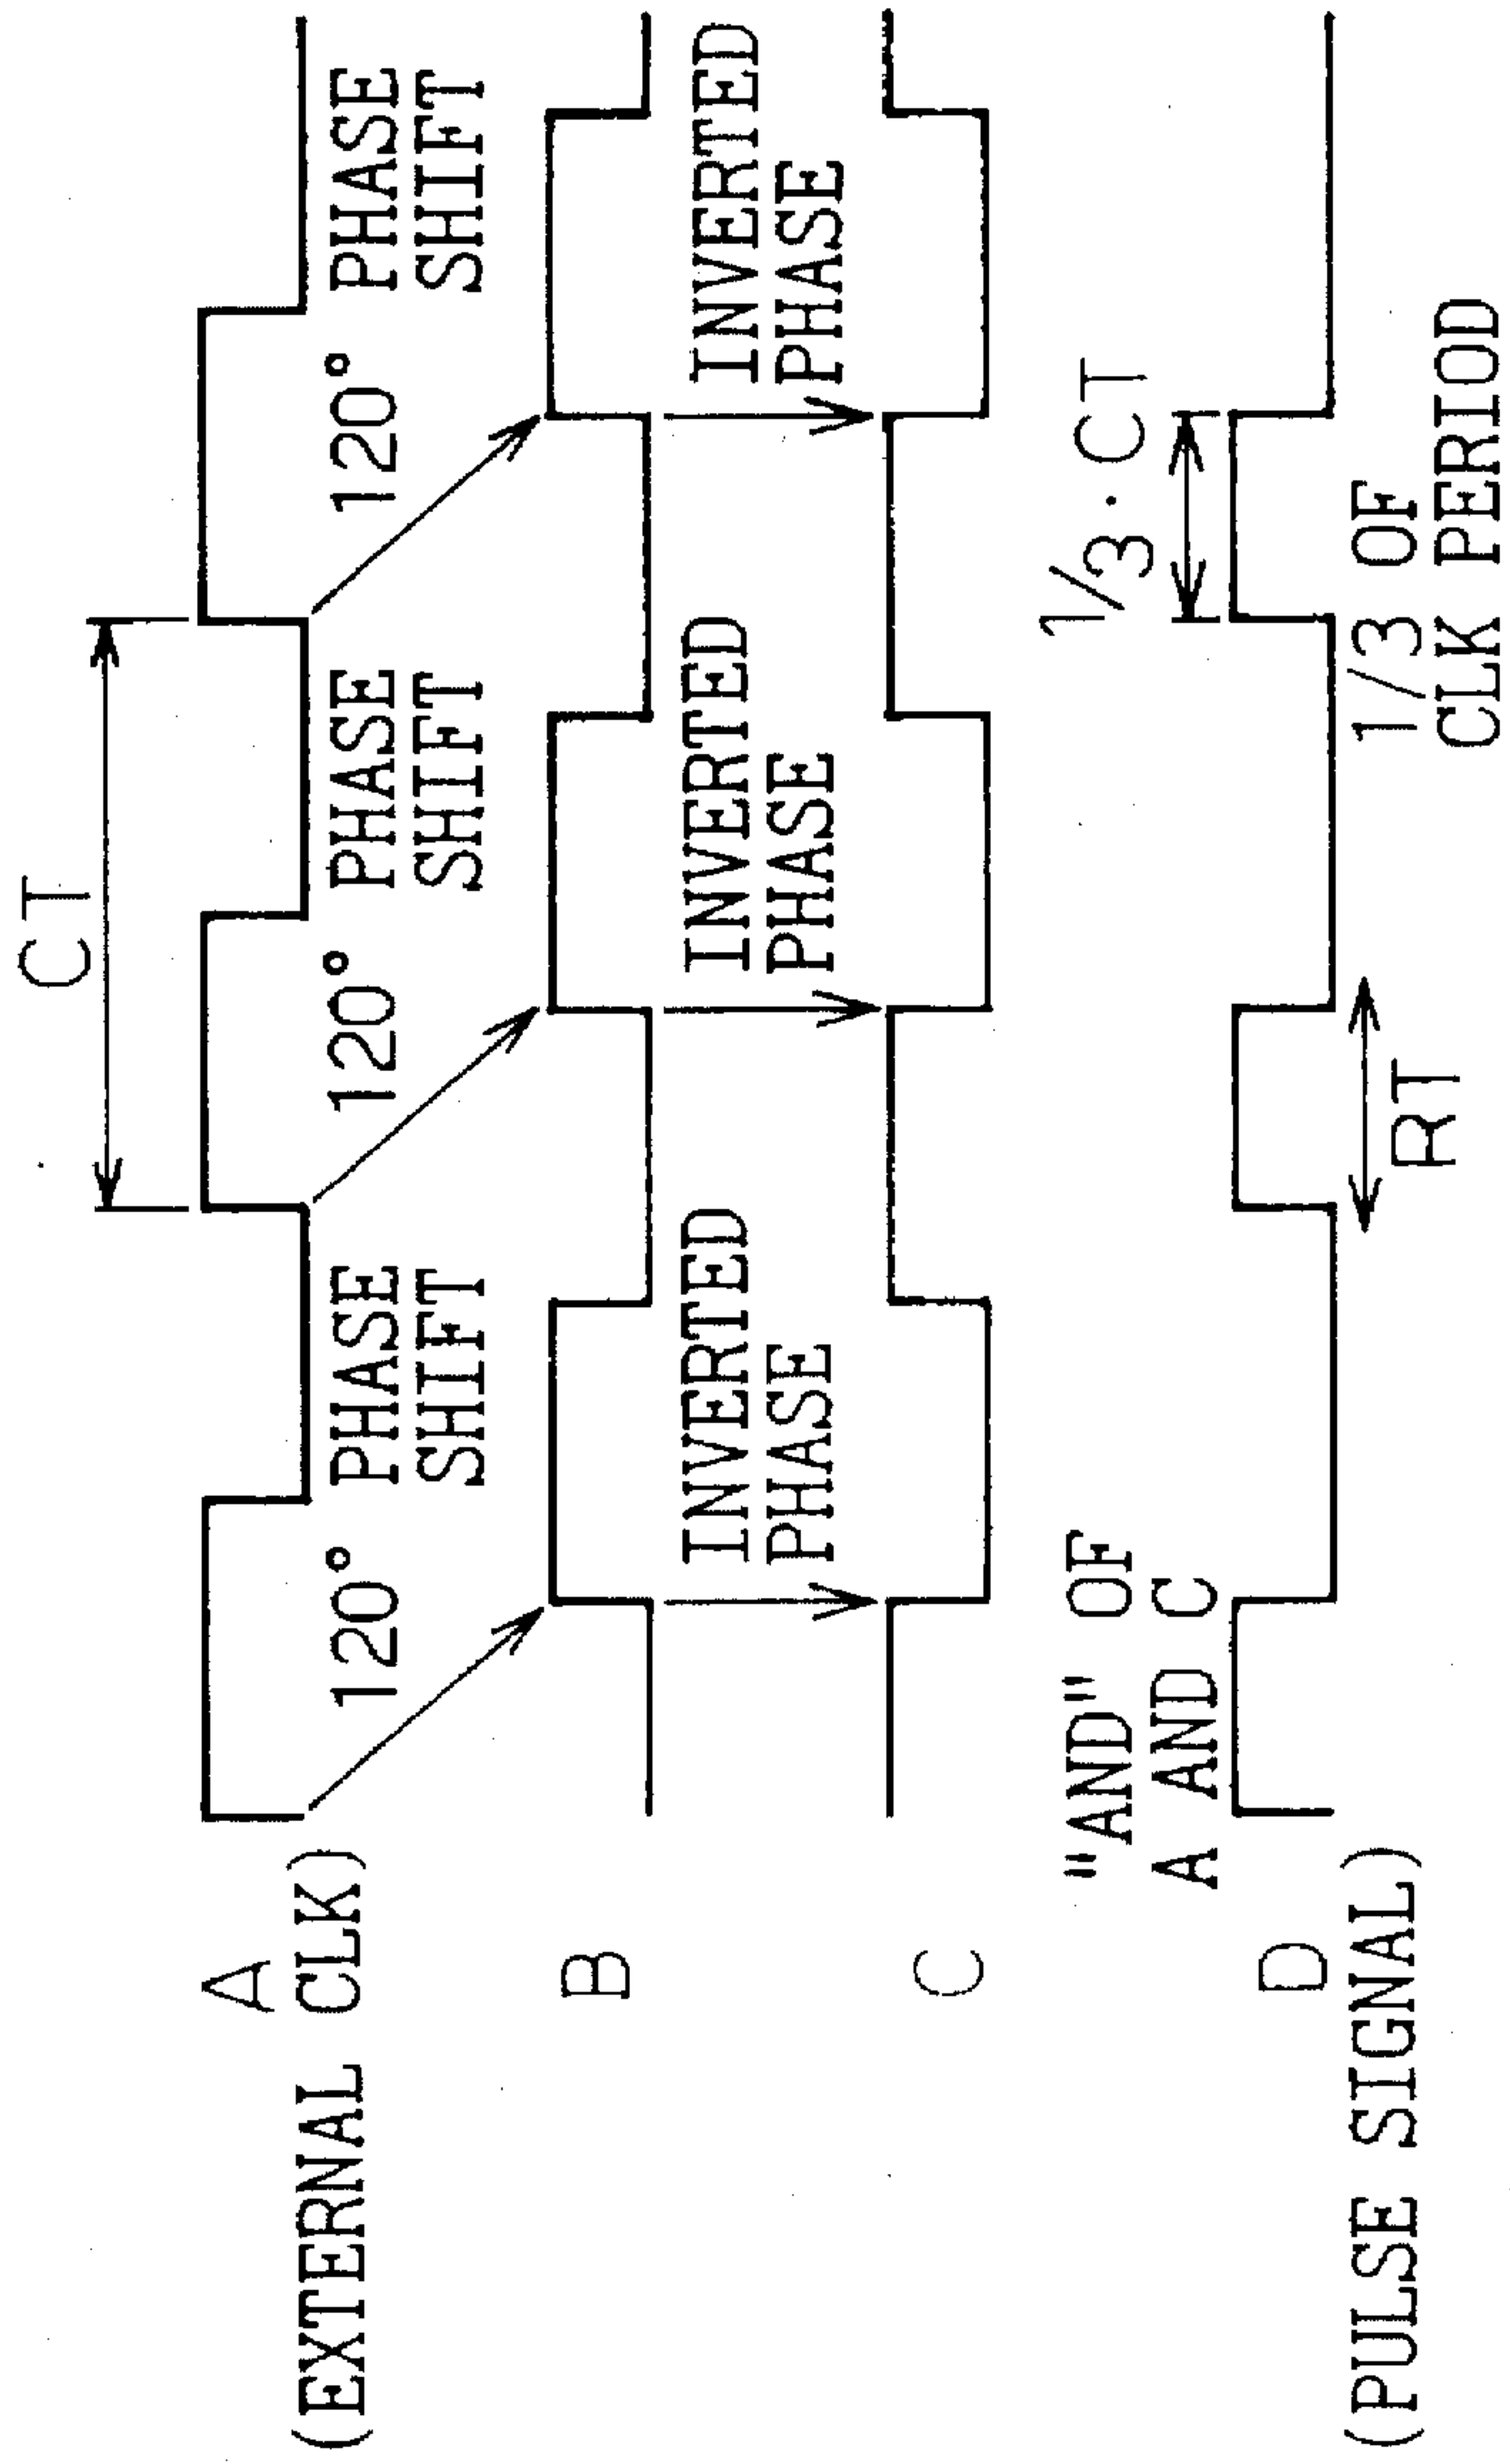 CT
A
(EXTERNAL CLK)
120° PHASE
SHIFT
120° PHASE
SHIFT
120° PHASE
SHIFT
B
INVERTED
PHASE
INVERTED
PHASE
INVERTED
PHASE
C
"AND" OF
A AND C
1/3 · CT
D
(PULSE SIGNAL)
RT
1/3 OF
CLK PERIOD